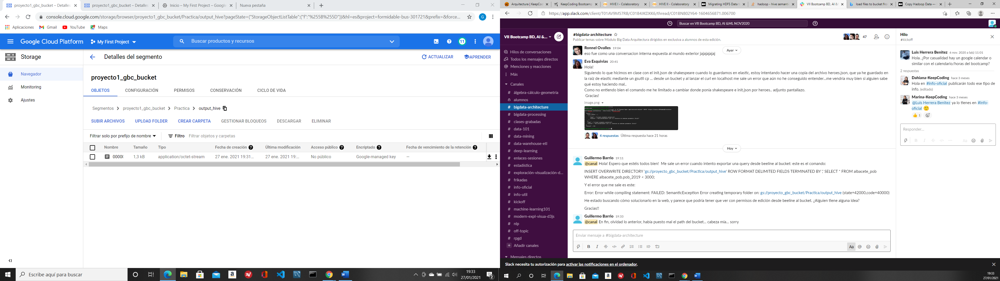 proyecto1_gbc_bucket – Detalles
proyecto1_gbc_bucket – Detalles
Inicio – My First Project – Google
Nueva pestaña
console.cloud.google.com/storage/browser/proyecto1_gbc_bucket/Practica/output_hive?pageState=("StorageObjectListTable":("f":"%255B%255D"))&hl=es&project=formidable-bus-301721&prefix=&force...
G
Aplicaciones
Gmail
YouTube
Maps
Google Cloud Platform
My First Project
Buscar productos y recursos
11
Storage
Detalles del segmento
ACTUALIZAR
APRENDER
Navegador
Monitoring
Ajustes
proyecto1_gbc_bucket
OBJETOS CONFIGURACIÓN PERMISOS CONSERVACIÓN CICLO DE VIDA
Segmentos > proyecto1_gbc_bucket > Practica > output_hive
SUBIR ARCHIVOS UPLOAD FOLDER CREAR CARPETA GESTIONAR BLOQUEOS DESCARGAR ELIMINAR
Filtrar solo por prefijo de nombre Filtro Filtrar objetos y carpetas
Nombre Tamaño Tipo Fecha de creación Última modificación Acceso público Encriptado Fecha de vencimiento de la retención
1,3 kB application/octet-stream 27 ene. 2021 19:31... 27 ene. 2021 19:... No público Google-managed key —
Escribe aquí para buscar
19:33
27/01/2021
2
Arquitectura | KeepCod
KeepCoding Bootcamp
HIVE I - Colaboratory
HIVE II - Colaboratory
Migrating HDFS Data t
hadoop - hive semanti
VII Bootcamp BD, AI &
load files to bucket fro
Copy Hadoop Data —
https://app.slack.com/client/T01AV9M57RB/C01B4JKDXK6/thread/C01BN802Y64-1604656871.006700
Buscar en VII Bootcamp BD, AI &ML NOV2020
VII Bootcamp BD, AI &...
Hilos de conversaciones
Todos los mensajes directos
Menciones y reacciones
Más
Canales
# álgebra-cálculo-geometría
alumnos
# bigdata-architecture
# bigdata-processing
# clases-grabadas
# data-101
# data-mining
# data-warehouse-etl
# deep-learning
# enlaces-sesiones
# estadística
# exploración-visualización-d...
# frikadas
# info-oficial
# info-util
# kickoff
# machine-learning101
# modern-expl-visua-d3js
# nlp
# off-topic
# rpgd
+ Añadir canales
Mensajes directos
#bigdata-architecture
Publicar temas sobre Módulo Big Data Arquitectura dirigidos en exclusiva a alumnos de esta edición.
47
Ronnel Ovalles 19:04
Ayer
eso fue como una conversacion interna expuesta al mundo exterior jajajajajaj
Eva Esquivias 20:41
Hola!
Siguiendo lo que hicimos en clase con el init.json de shakespeare cuando lo guardamos en elastic, estoy intentando hacer una copia del archivo heroes.json, que ya he guardado en
la raíz de elastic mediante un gsutil cp ... desde un bucket y al lanzar el curl en localhost me sale un error que aún no he conseguido entender...me vendría muy bien si alguien sabe
qué estoy haciendo mal..
Como no entiendo bien el comando me he limitado a cambiar donde ponía shakespeare e init.json por heroes.. adjunto pantallazo.
Gracias!
image.png
4 respuestas Última respuesta hace 21 horas
Hoy
Guillermo Barrio 19:11
@canal Hola! Espero que estéis todos bien! Me sale un error cuando intento exportar una query desde beeline al bucket: este es el comando:
INSERT OVERWRITE DIRECTORY 'gs://proyecto_gbc_bucket/Practica/output_hive' ROW FORMAT DELIMITED FIELDS TERMINATED BY ',' SELECT * FROM albacete_pob
WHERE albacete_pob.pob_2019 < 3000;
Y el error que me sale es este:
Error: Error while compiling statement: FAILED: SemanticException Error creating temporary folder on: gs://proyecto_gbc_bucket/Practica/output_hive (state=42000,code=40000)
He estado buscando cómo solucionarlo en la web, y parece que podría tener que ver con permisos de edición desde beeline al bucket. ¿Alguien tiene alguna idea?
Gracias!!
Guillermo Barrio 19:33
@canal En fin, olvidad lo anterior, había puesto mal el path del bucket... cabeza mía... sorry
Enviar mensaje a #bigdata-architecture
Hilo
#kickoff
Luis Herrera Benitez 6 nov. 2020 a la(s) 11:01
Hola. ¿Por casualidad hay un google calendar o
similar con el calendario/horas del bootcamp?
2 respuestas
Dahiana-KeepCoding hace 3 meses
Hola en #info-oficial publicarán todo ese tipo de
info. (editado)
Marina-KeepCoding hace 3 meses
@Luis Herrera Benitez ya lo tienes en #info-
oficial
1
Responder...
Slack necesita tu autorización para activar las notificaciones en el ordenador.
19:33
27/01/2021